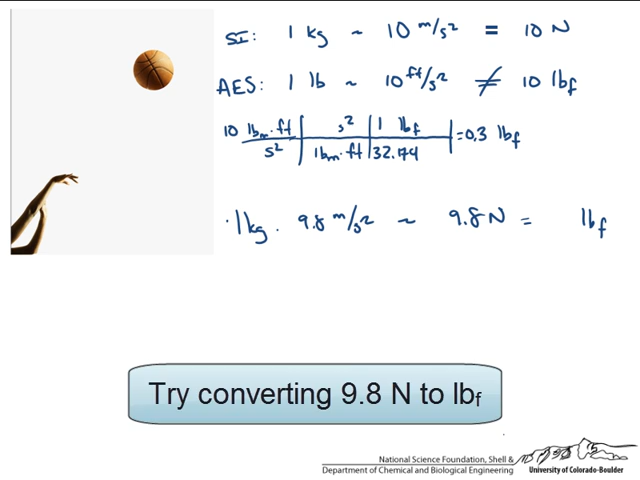 SI: 1 kg ~ 10 m/s² = 10 N
AES: 1 lb ~ 10 ft/s² ≠ 10 lbf
10 lbm·ft | s² | 1 lbf = 0.3 lbf
s² | lbm·ft | 32.174
·1 kg · 9.8 m/s² ~ 9.8 N = lbf
Try converting 9.8 N to lbf
National Science Foundation, Shell &
Department of Chemical and Biological Engineering
University of Colorado-Boulder